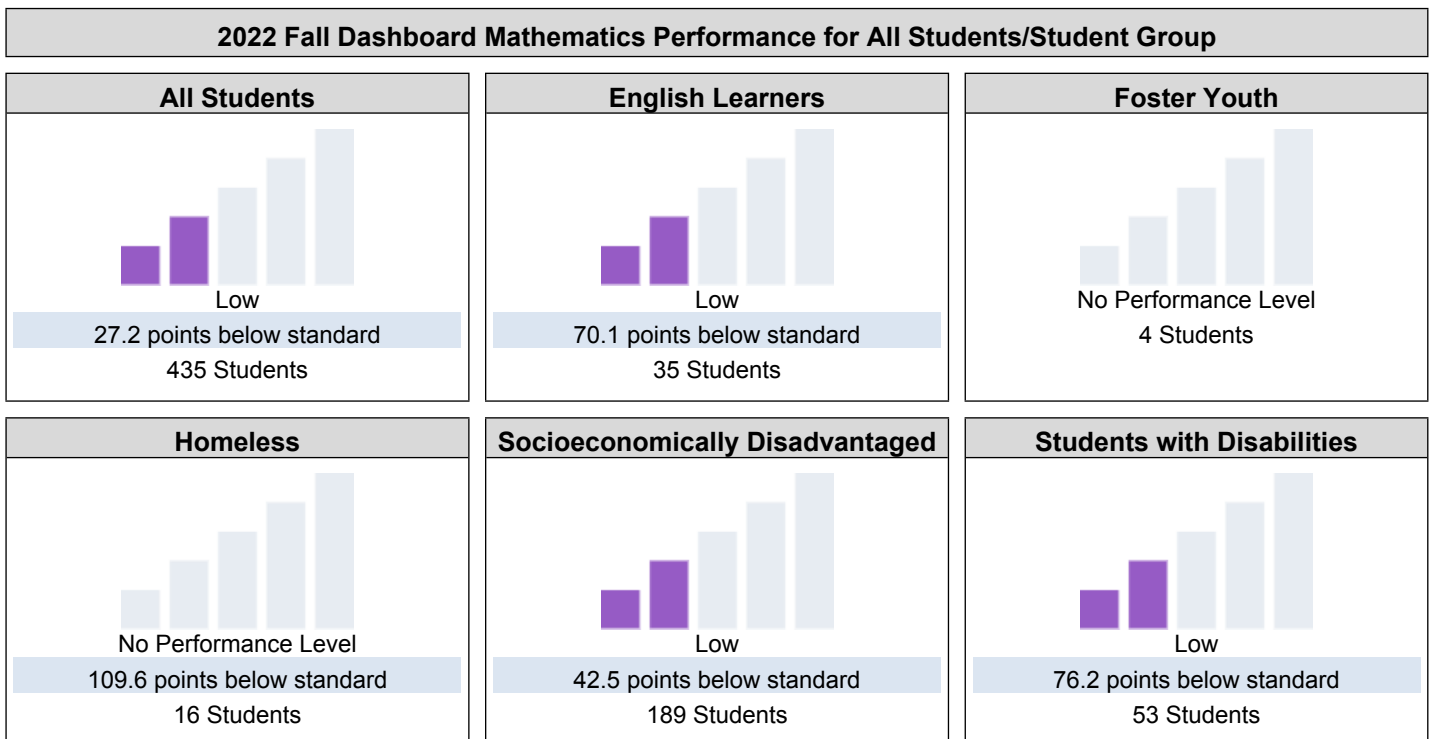 2022 Fall Dashboard Mathematics Performance for All Students/Student Group
All Students
Low
27.2 points below standard
435 Students
English Learners
Low
70.1 points below standard
35 Students
Foster Youth
No Performance Level
4 Students
Homeless
No Performance Level
109.6 points below standard
16 Students
Socioeconomically Disadvantaged
Low
42.5 points below standard
189 Students
Students with Disabilities
Low
76.2 points below standard
53 Students